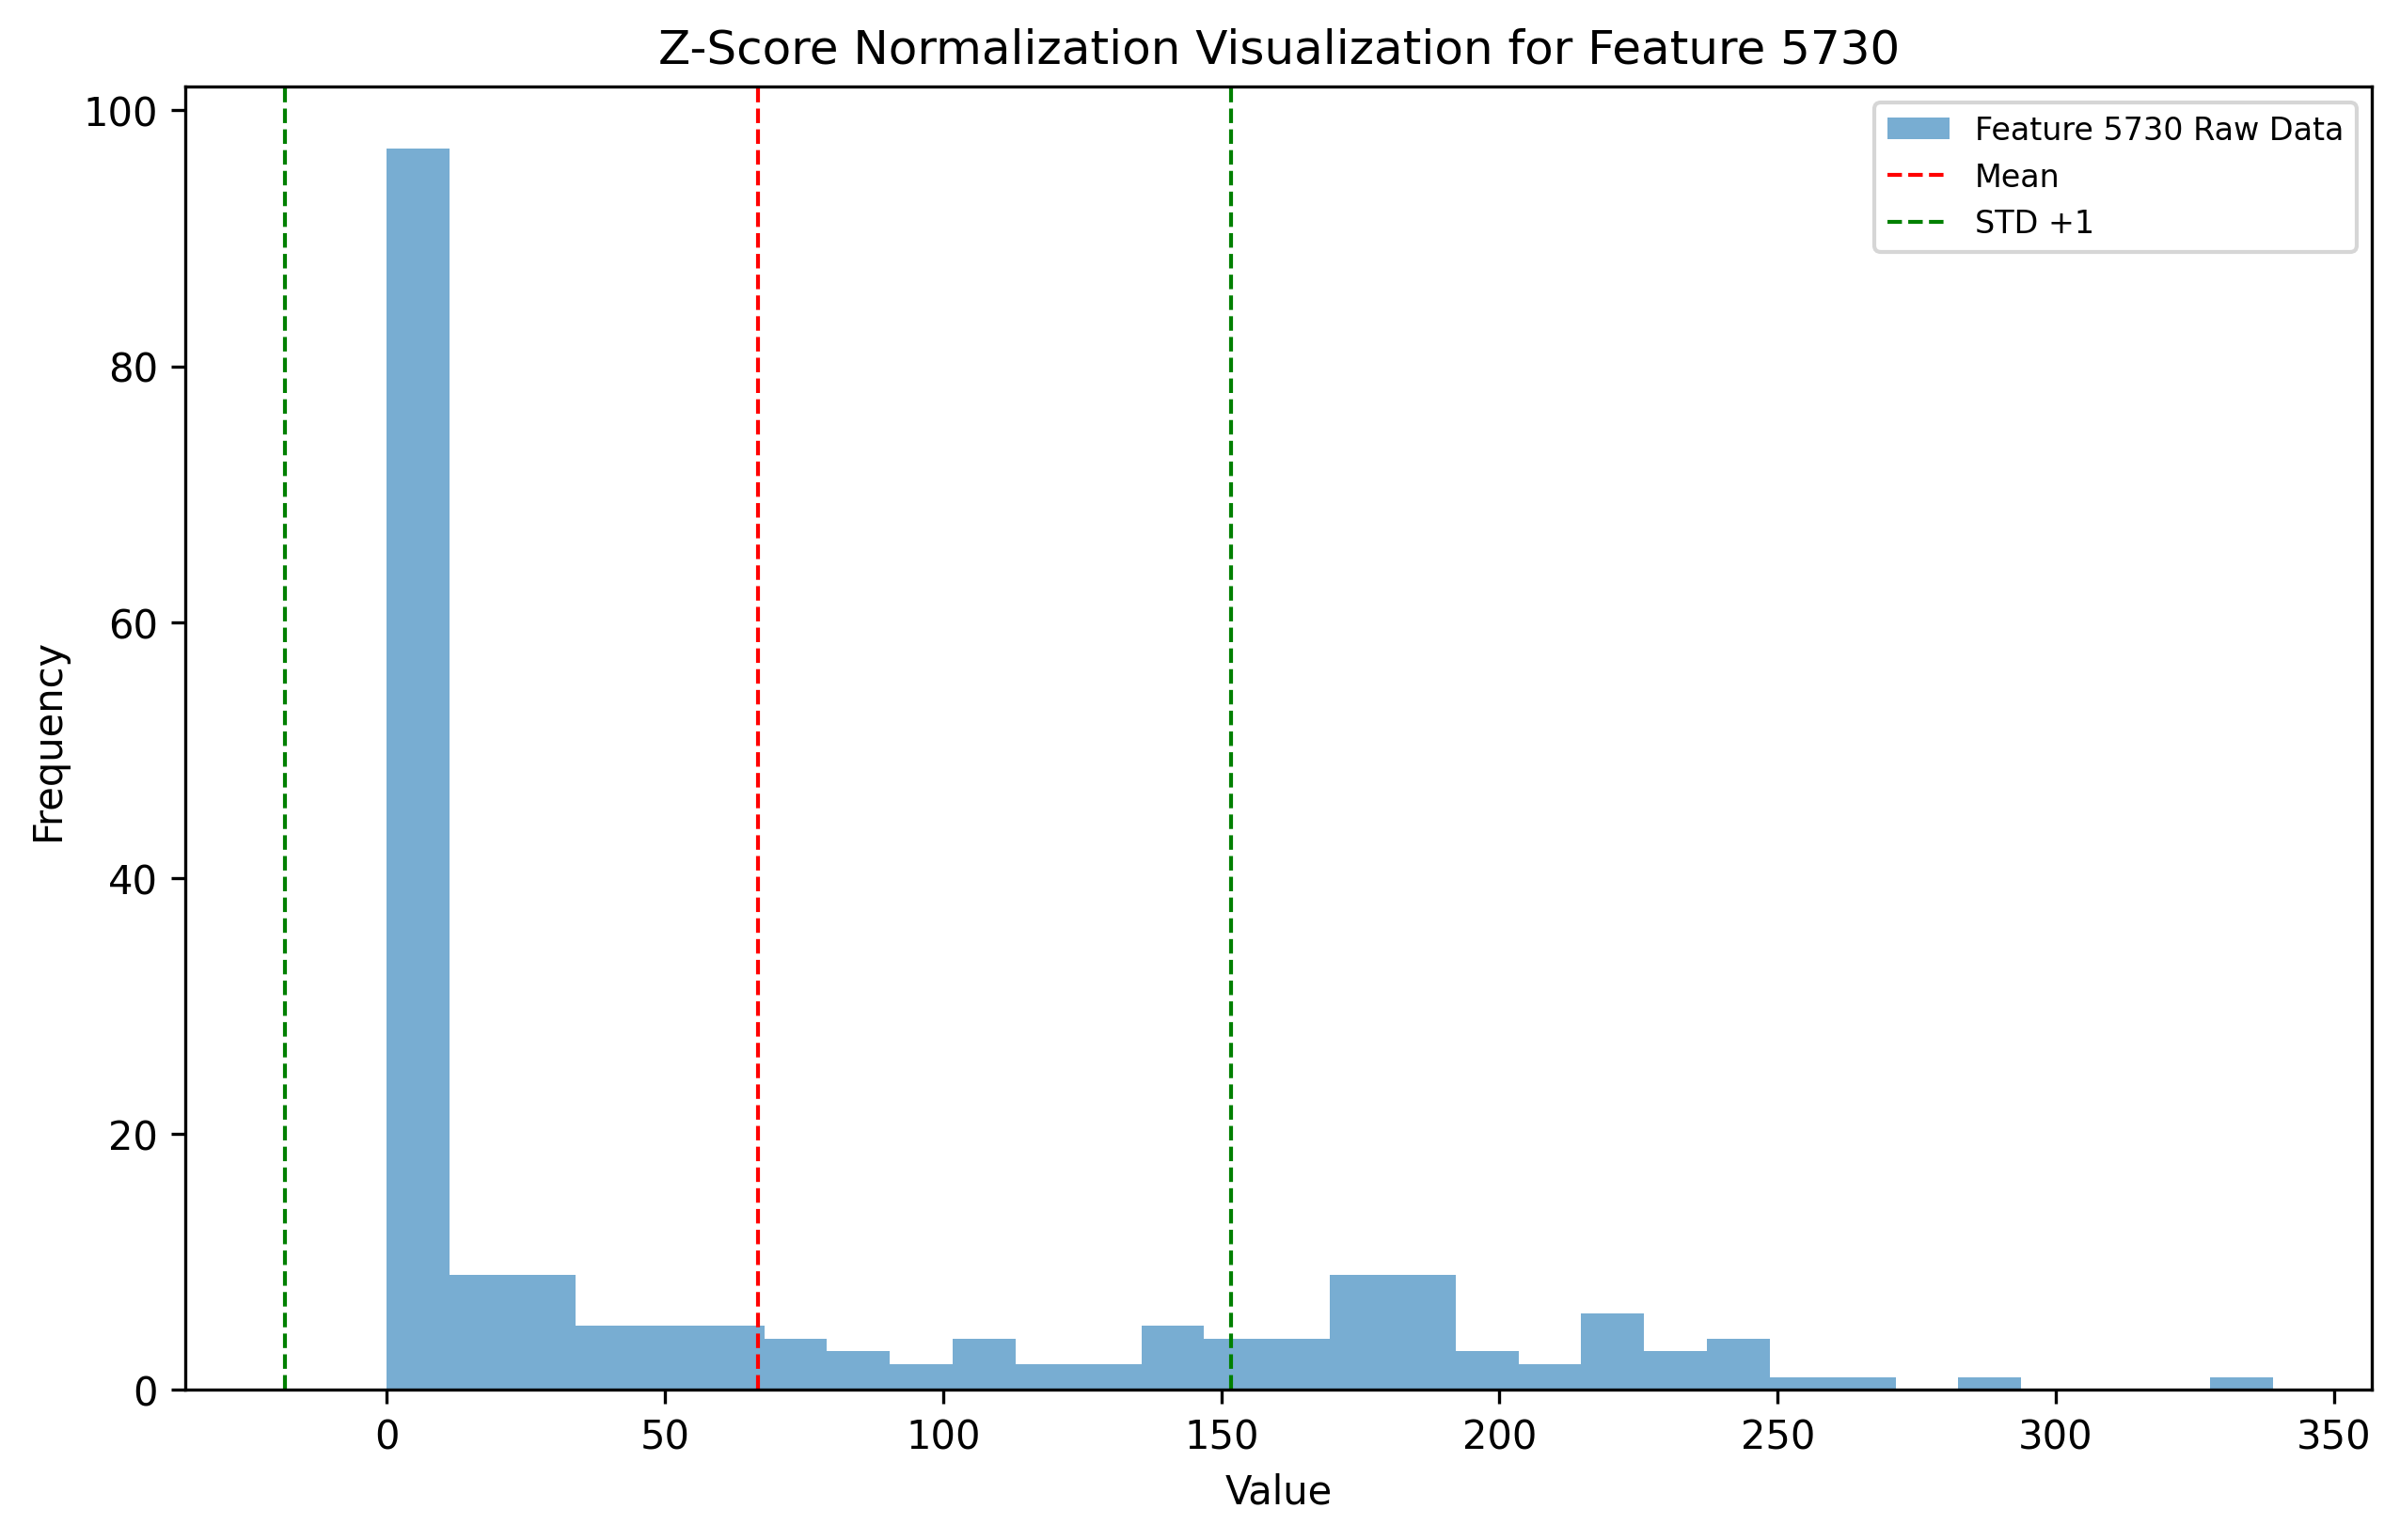 Z-Score Normalization Visualization for Feature 5730
Feature 5730 Raw Data
Mean
STD +1
Frequency
100
80
60
40
20
0
0 50 100 150 200 250 300 350
Value